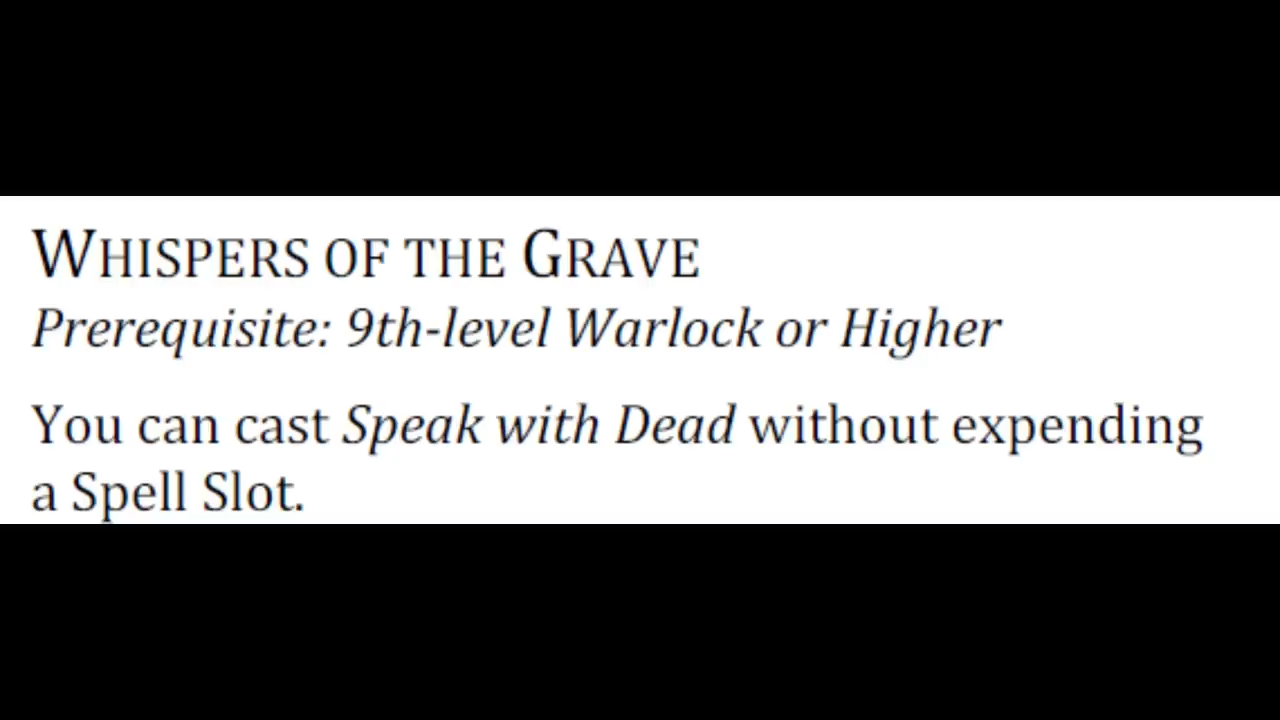 WHISPERS OF THE GRAVE
Prerequisite: 9th-level Warlock or Higher
You can cast Speak with Dead without expending
a Spell Slot.